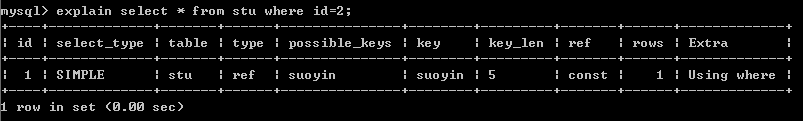 mysql> explain select * from stu where id=2;
+----+-------------+-------+------+---------------+--------+---------+-------+------+-------------+
| id | select_type | table | type | possible_keys | key | key_len | ref | rows | Extra |
+----+-------------+-------+------+---------------+--------+---------+-------+------+-------------+
| 1 | SIMPLE | stu | ref | suoyin | suoyin | 5 | const | 1 | Using where |
+----+-------------+-------+------+---------------+--------+---------+-------+------+-------------+
1 row in set (0.00 sec)